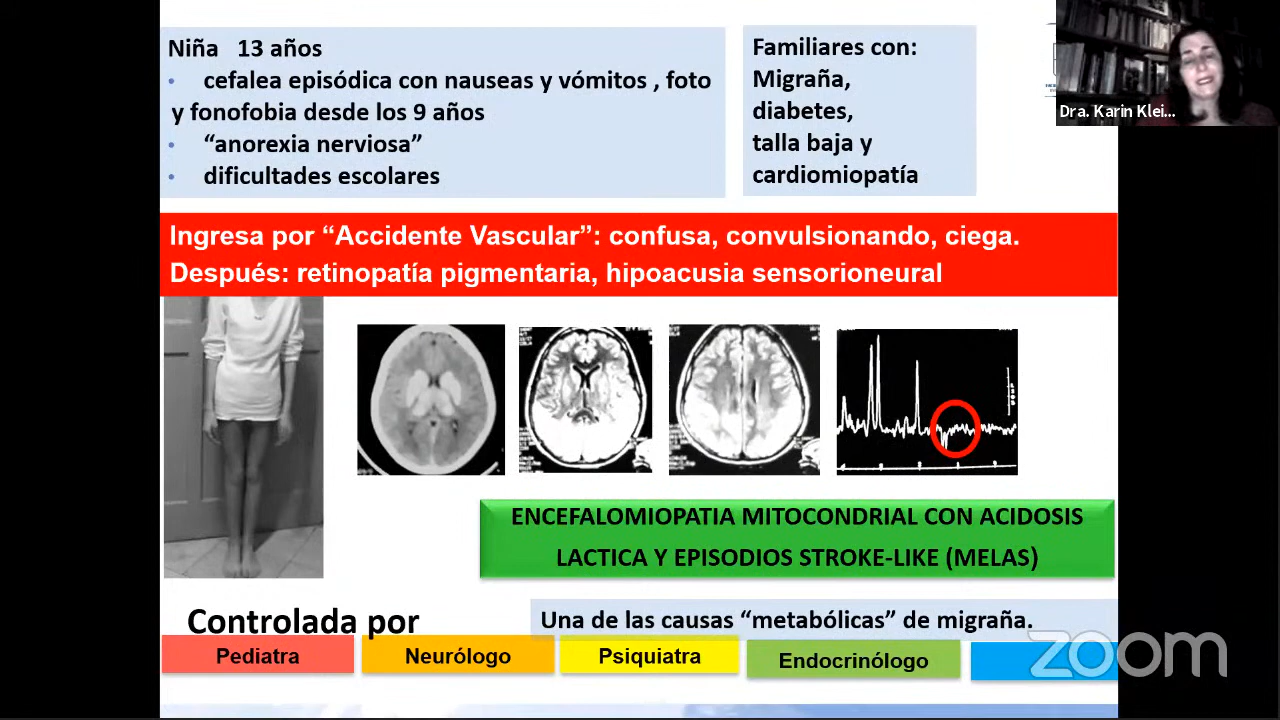 Niña 13 años
• cefalea episódica con nauseas y vómitos , foto
y fonofobia desde los 9 años
• “anorexia nerviosa”
• dificultades escolares
Familiares con:
Migraña,
diabetes,
talla baja y
cardiomiopatía
Dra. Karin Klei...
Ingresa por “Accidente Vascular”: confusa, convulsionando, ciega.
Después: retinopatía pigmentaria, hipoacusia sensorioneural
ENCEFALOMIOPATIA MITOCONDRIAL CON ACIDOSIS
LACTICA Y EPISODIOS STROKE-LIKE (MELAS)
Controlada por
Una de las causas “metabólicas” de migraña.
Pediatra
Neurólogo
Psiquiatra
Endocrinólogo
zoom